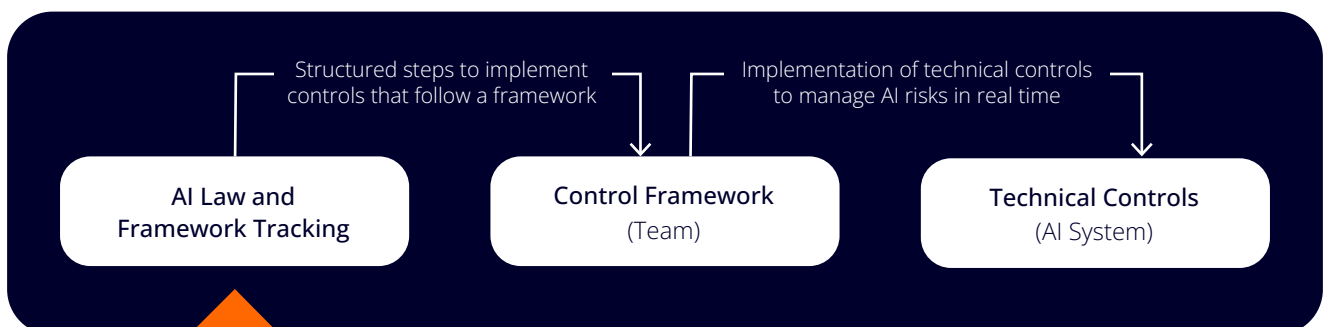 Structured steps to implement
controls that follow a framework
Implementation of technical controls
to manage AI risks in real time
AI Law and
Framework Tracking
Control Framework
(Team)
Technical Controls
(AI System)